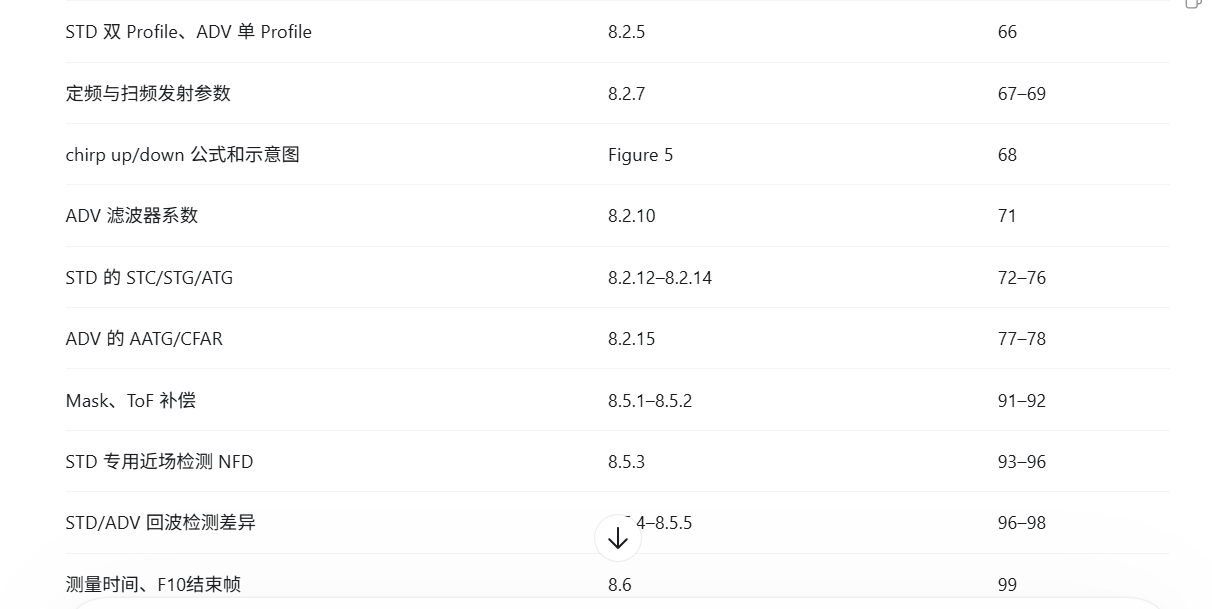 STD 双 Profile、ADV 单 Profile 8.2.5 66
定频与扫频发射参数 8.2.7 67–69
chirp up/down 公式和示意图 Figure 5 68
ADV 滤波器系数 8.2.10 71
STD 的 STC/STG/ATG 8.2.12–8.2.14 72–76
ADV 的 AATG/CFAR 8.2.15 77–78
Mask、ToF 补偿 8.5.1–8.5.2 91–92
STD 专用近场检测 NFD 8.5.3 93–96
STD/ADV 回波检测差异 4–8.5.5 96–98
测量时间、F10结束帧 8.6 99